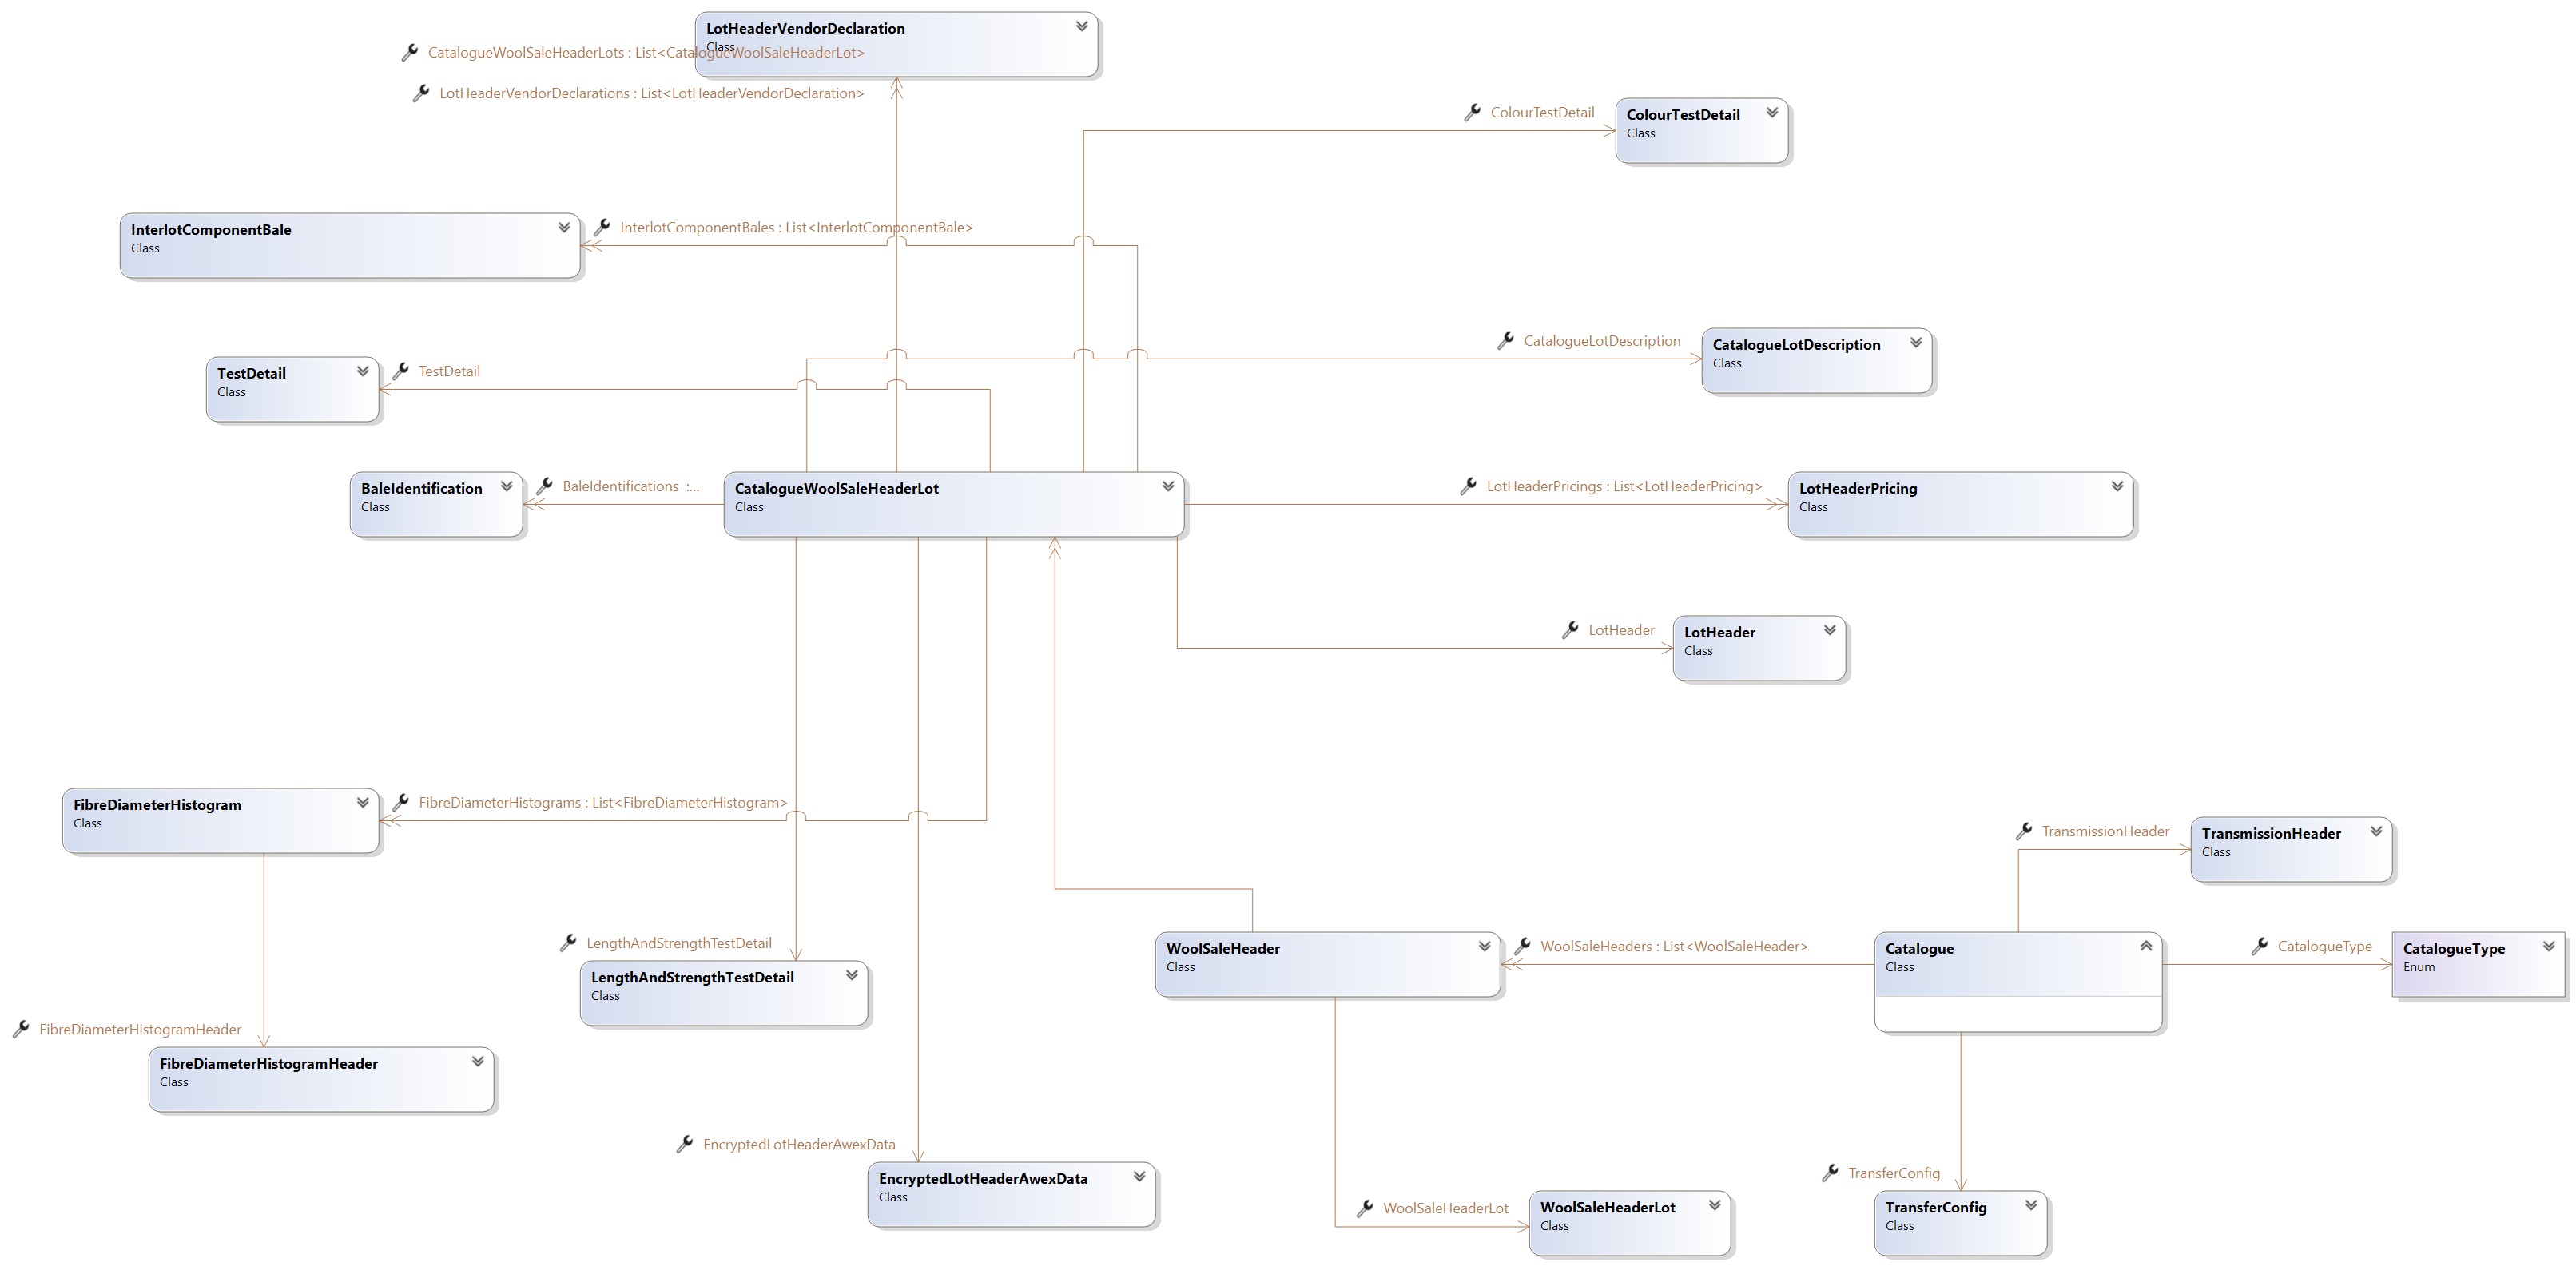 LotHeaderVendorDeclaration
Class
CatalogueWoolSaleHeaderLots : List<CatalogueWoolSaleHeaderLot>
LotHeaderVendorDeclarations : List<LotHeaderVendorDeclaration>
ColourTestDetail
ColourTestDetail
Class
InterlotComponentBale
Class
InterlotComponentBales : List<InterlotComponentBale>
CatalogueLotDescription
CatalogueLotDescription
Class
TestDetail
Class
TestDetail
BaleIdentification
Class
BaleIdentifications :...
CatalogueWoolSaleHeaderLot
Class
LotHeaderPricings : List<LotHeaderPricing>
LotHeaderPricing
Class
LotHeader
LotHeader
Class
FibreDiameterHistogram
Class
FibreDiameterHistograms : List<FibreDiameterHistogram>
TransmissionHeader
TransmissionHeader
Class
LengthAndStrengthTestDetail
LengthAndStrengthTestDetail
Class
WoolSaleHeader
Class
WoolSaleHeaders : List<WoolSaleHeader>
Catalogue
Class
CatalogueType
CatalogueType
Enum
FibreDiameterHistogramHeader
FibreDiameterHistogramHeader
Class
EncryptedLotHeaderAwexData
EncryptedLotHeaderAwexData
Class
WoolSaleHeaderLot
WoolSaleHeaderLot
Class
TransferConfig
TransferConfig
Class